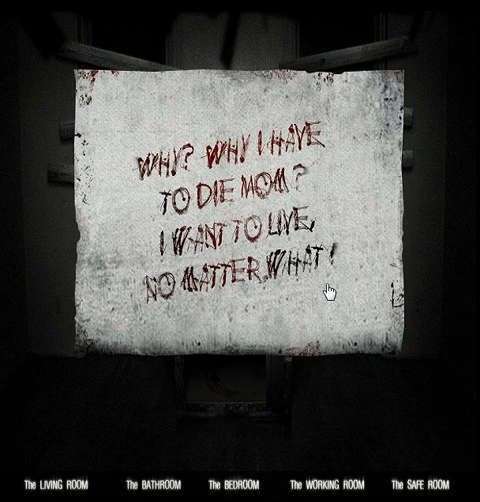 WHY? WHY I HAVE
TO DIE MOM?
I WANT TO LIVE,
NO MATTER WHAT!
The LIVING ROOM The BATHROOM The BEDROOM The WORKING ROOM The SAFE ROOM